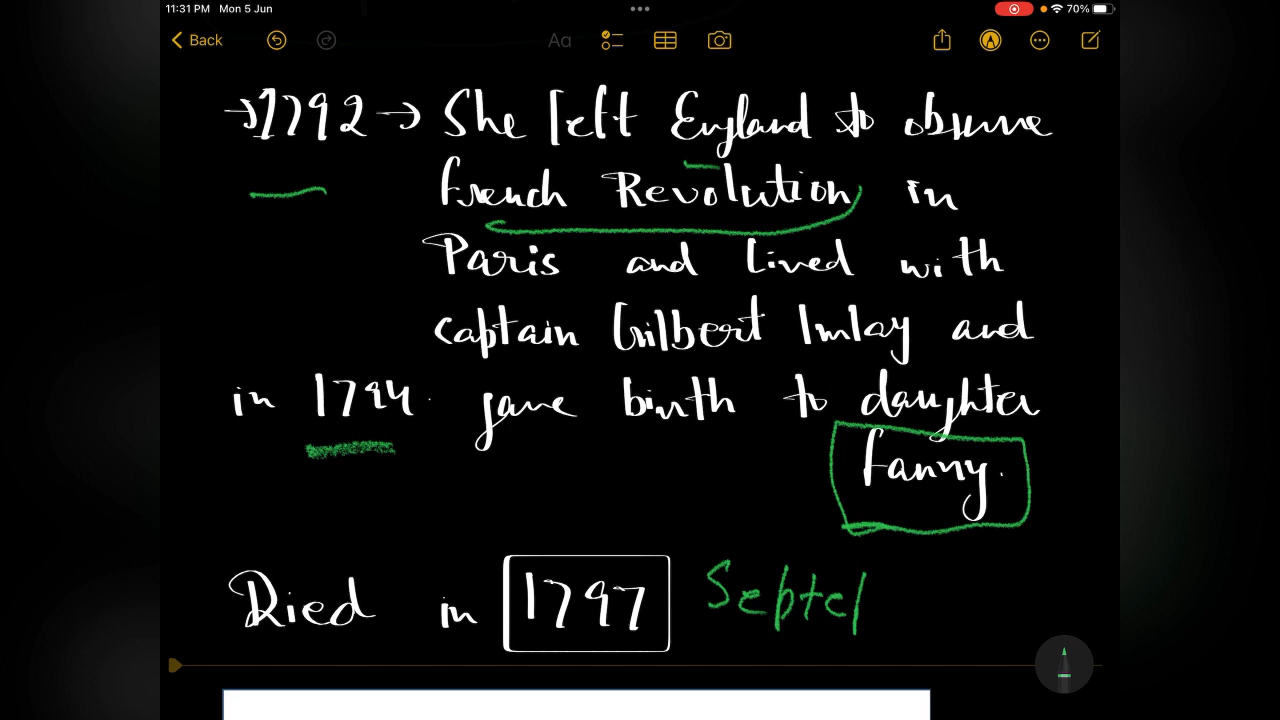 11:31 PM Mon 5 Jun
70%
Back
Aa
→1792→ She left England to observe
French Revolution in
Paris and lived with
captain Gilbert Imlay and
in 1794. gave birth to daughter
Fanny.
Died in 1797 Septe